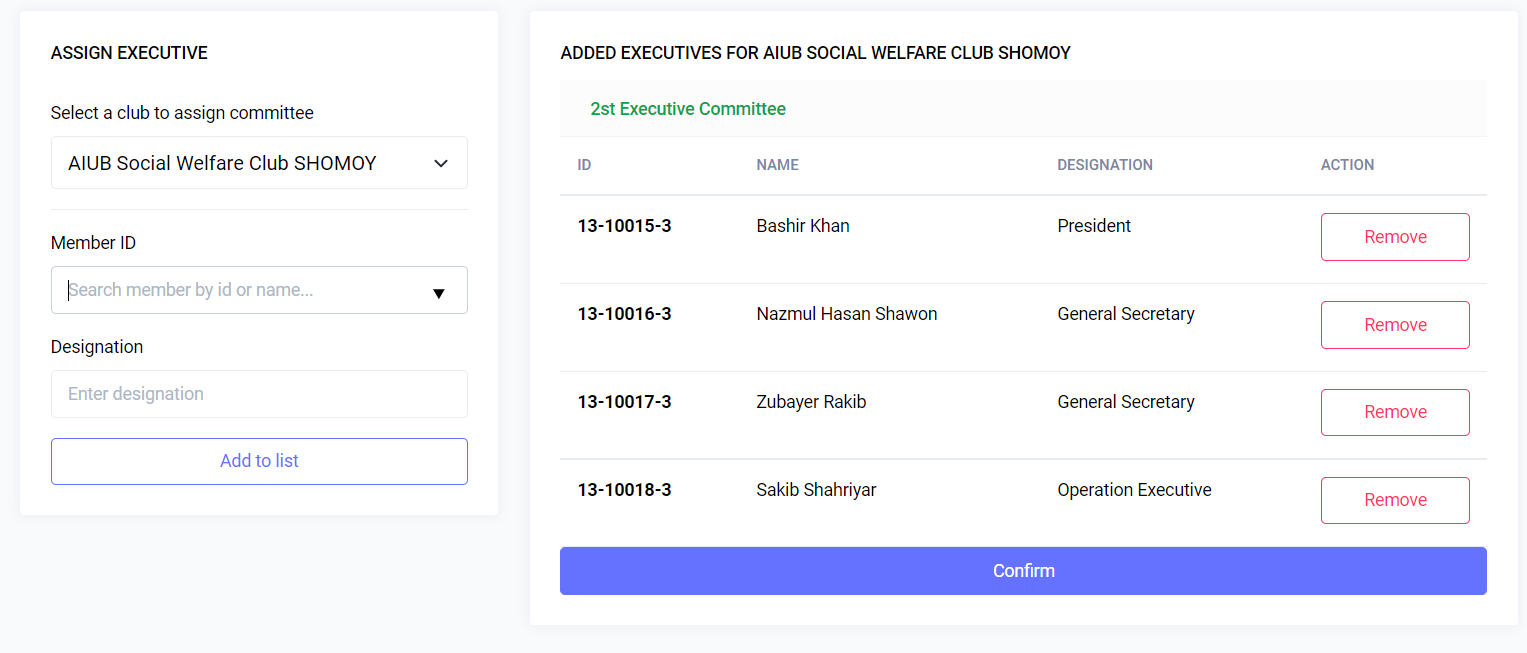 ASSIGN EXECUTIVE
Select a club to assign committee
AIUB Social Welfare Club SHOMOY
Member ID
Search member by id or name...
Designation
Enter designation
Add to list
ADDED EXECUTIVES FOR AIUB SOCIAL WELFARE CLUB SHOMOY
2st Executive Committee
ID NAME DESIGNATION ACTION
13-10015-3 Bashir Khan President Remove
13-10016-3 Nazmul Hasan Shawon General Secretary Remove
13-10017-3 Zubayer Rakib General Secretary Remove
13-10018-3 Sakib Shahriyar Operation Executive Remove
Confirm